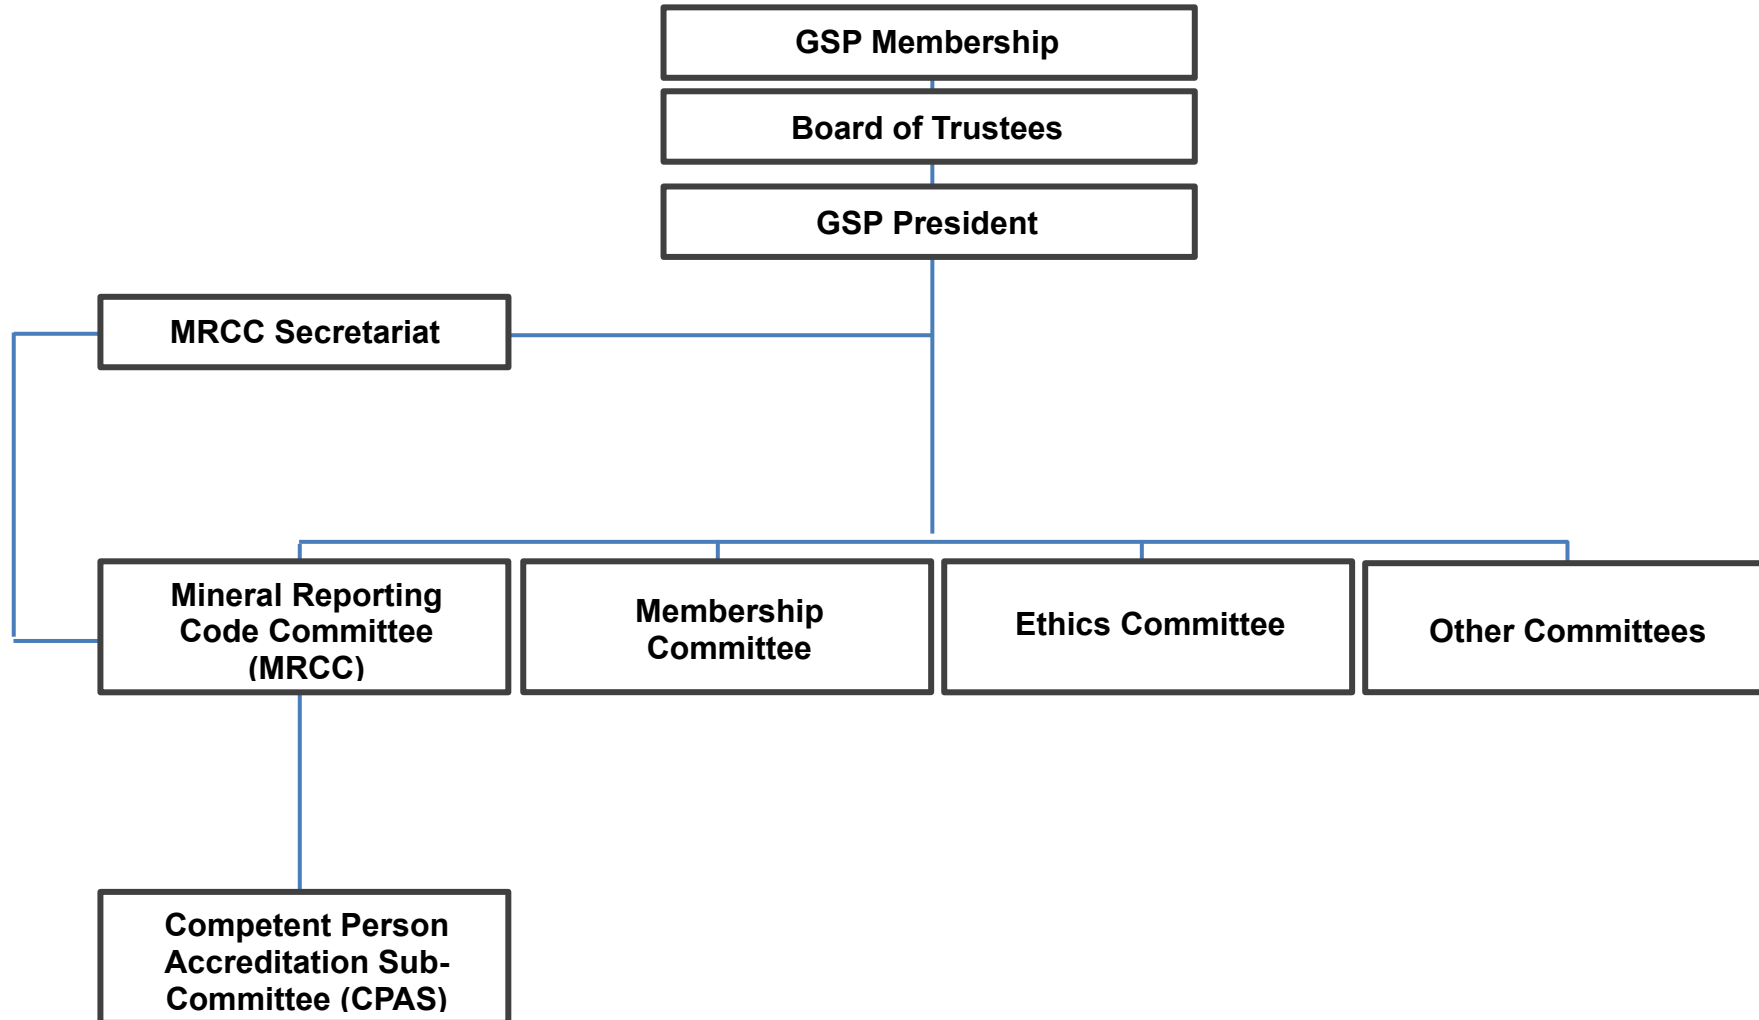 GSP Membership
Board of Trustees
GSP President
MRCC Secretariat
Mineral Reporting
Code Committee
(MRCC)
Membership
Committee
Ethics Committee
Other Committees
Competent Person
Accreditation Sub-
Committee (CPAS)